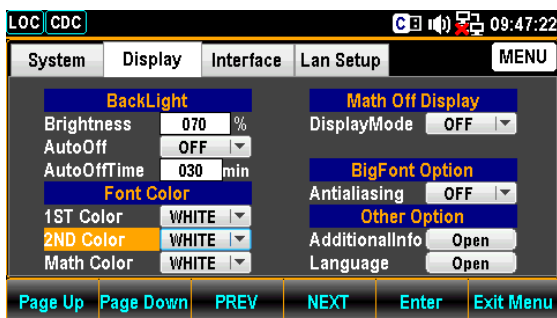 LOC CDC C 09:47:22
System Display Interface Lan Setup MENU
BackLight
Brightness 070 %
AutoOff OFF
AutoOffTime 030 min
Font Color
1ST Color WHITE
2ND Color WHITE
Math Color WHITE
Math Off Display
DisplayMode OFF
BigFont Option
Antialiasing OFF
Other Option
AdditionalInfo Open
Language Open
Page Up Page Down PREV NEXT Enter Exit Menu